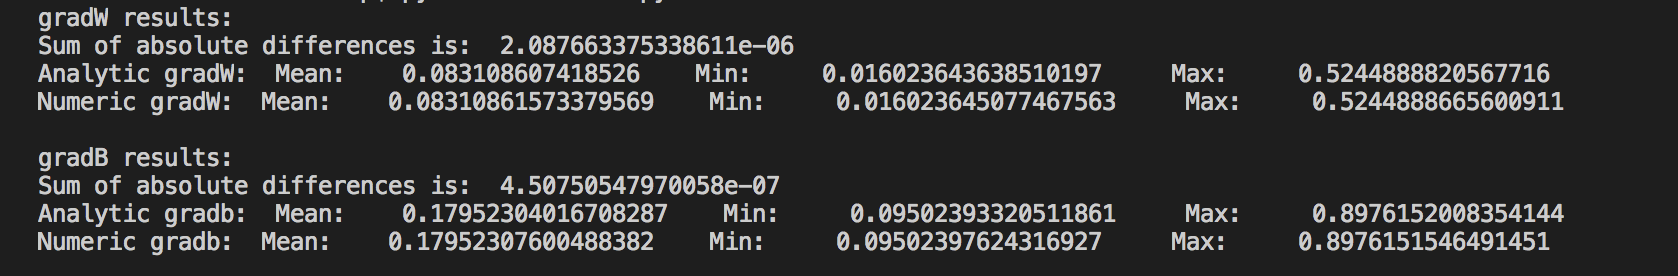 gradW results:
Sum of absolute differences is:  2.087663375338611e-06
Analytic gradW:  Mean:    0.083108607418526    Min:     0.016023643638510197     Max:     0.5244888820567716
Numeric gradW:  Mean:    0.08310861573379569    Min:     0.016023645077467563     Max:     0.5244888665600911
gradB results:
Sum of absolute differences is:  4.50750547970058e-07
Analytic gradb:  Mean:    0.17952304016708287    Min:     0.09502393320511861     Max:     0.8976152008354144
Numeric gradb:  Mean:    0.17952307600488382    Min:     0.09502397624316927     Max:     0.8976151546491451